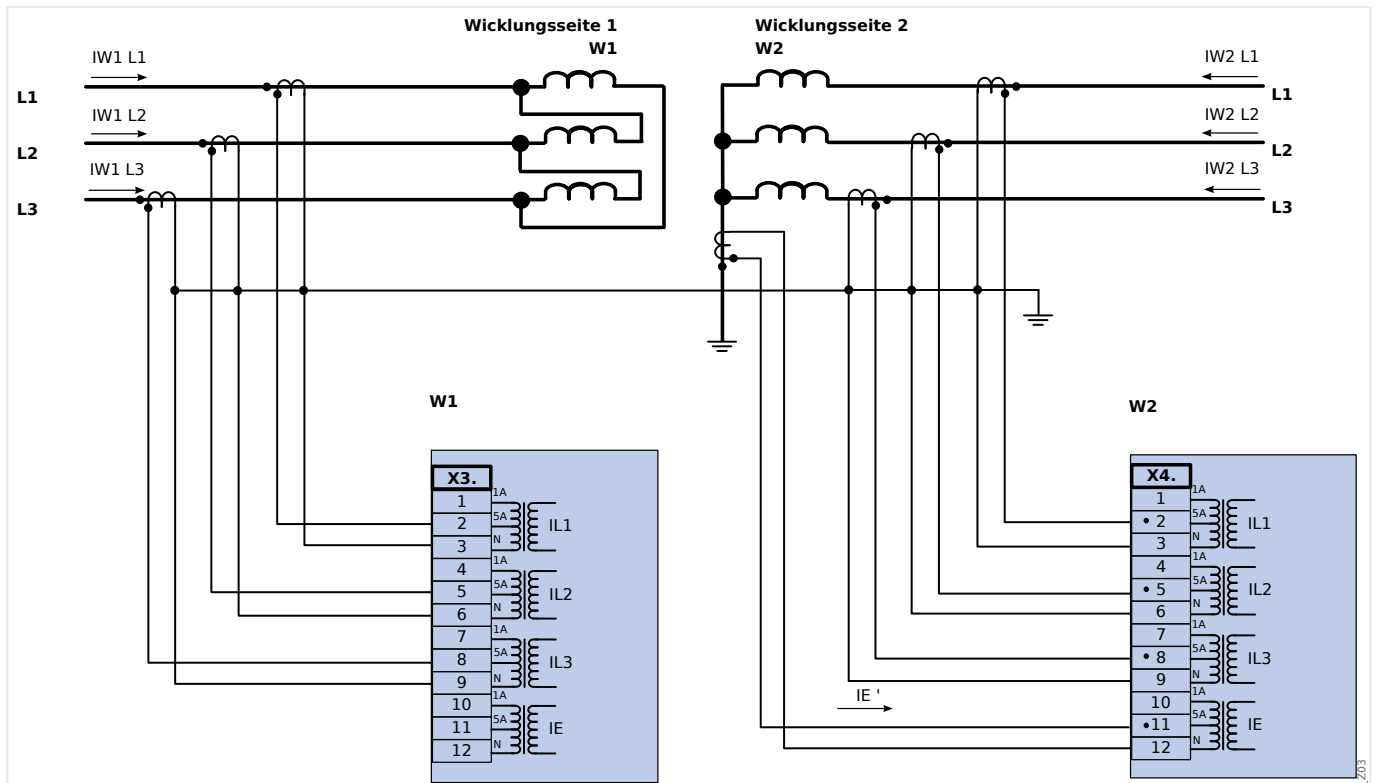 Wicklungsseite 1
W1
Wicklungsseite 2
W2
IW1 L1
L1
IW1 L2
L2
IW1 L3
L3
IW2 L1
L1
IW2 L2
L2
IW2 L3
L3
W1
X3.
1
1A
2
5A
IL1
3
N
4
1A
5
5A
IL2
6
N
7
1A
8
5A
IL3
9
N
10
1A
11
5A
IE
12
N
IE '
W2
X4.
1
1A
2
5A
IL1
3
N
4
1A
5
5A
IL2
6
N
7
1A
8
5A
IL3
9
N
10
1A
11
5A
IE
12
N
_Z03